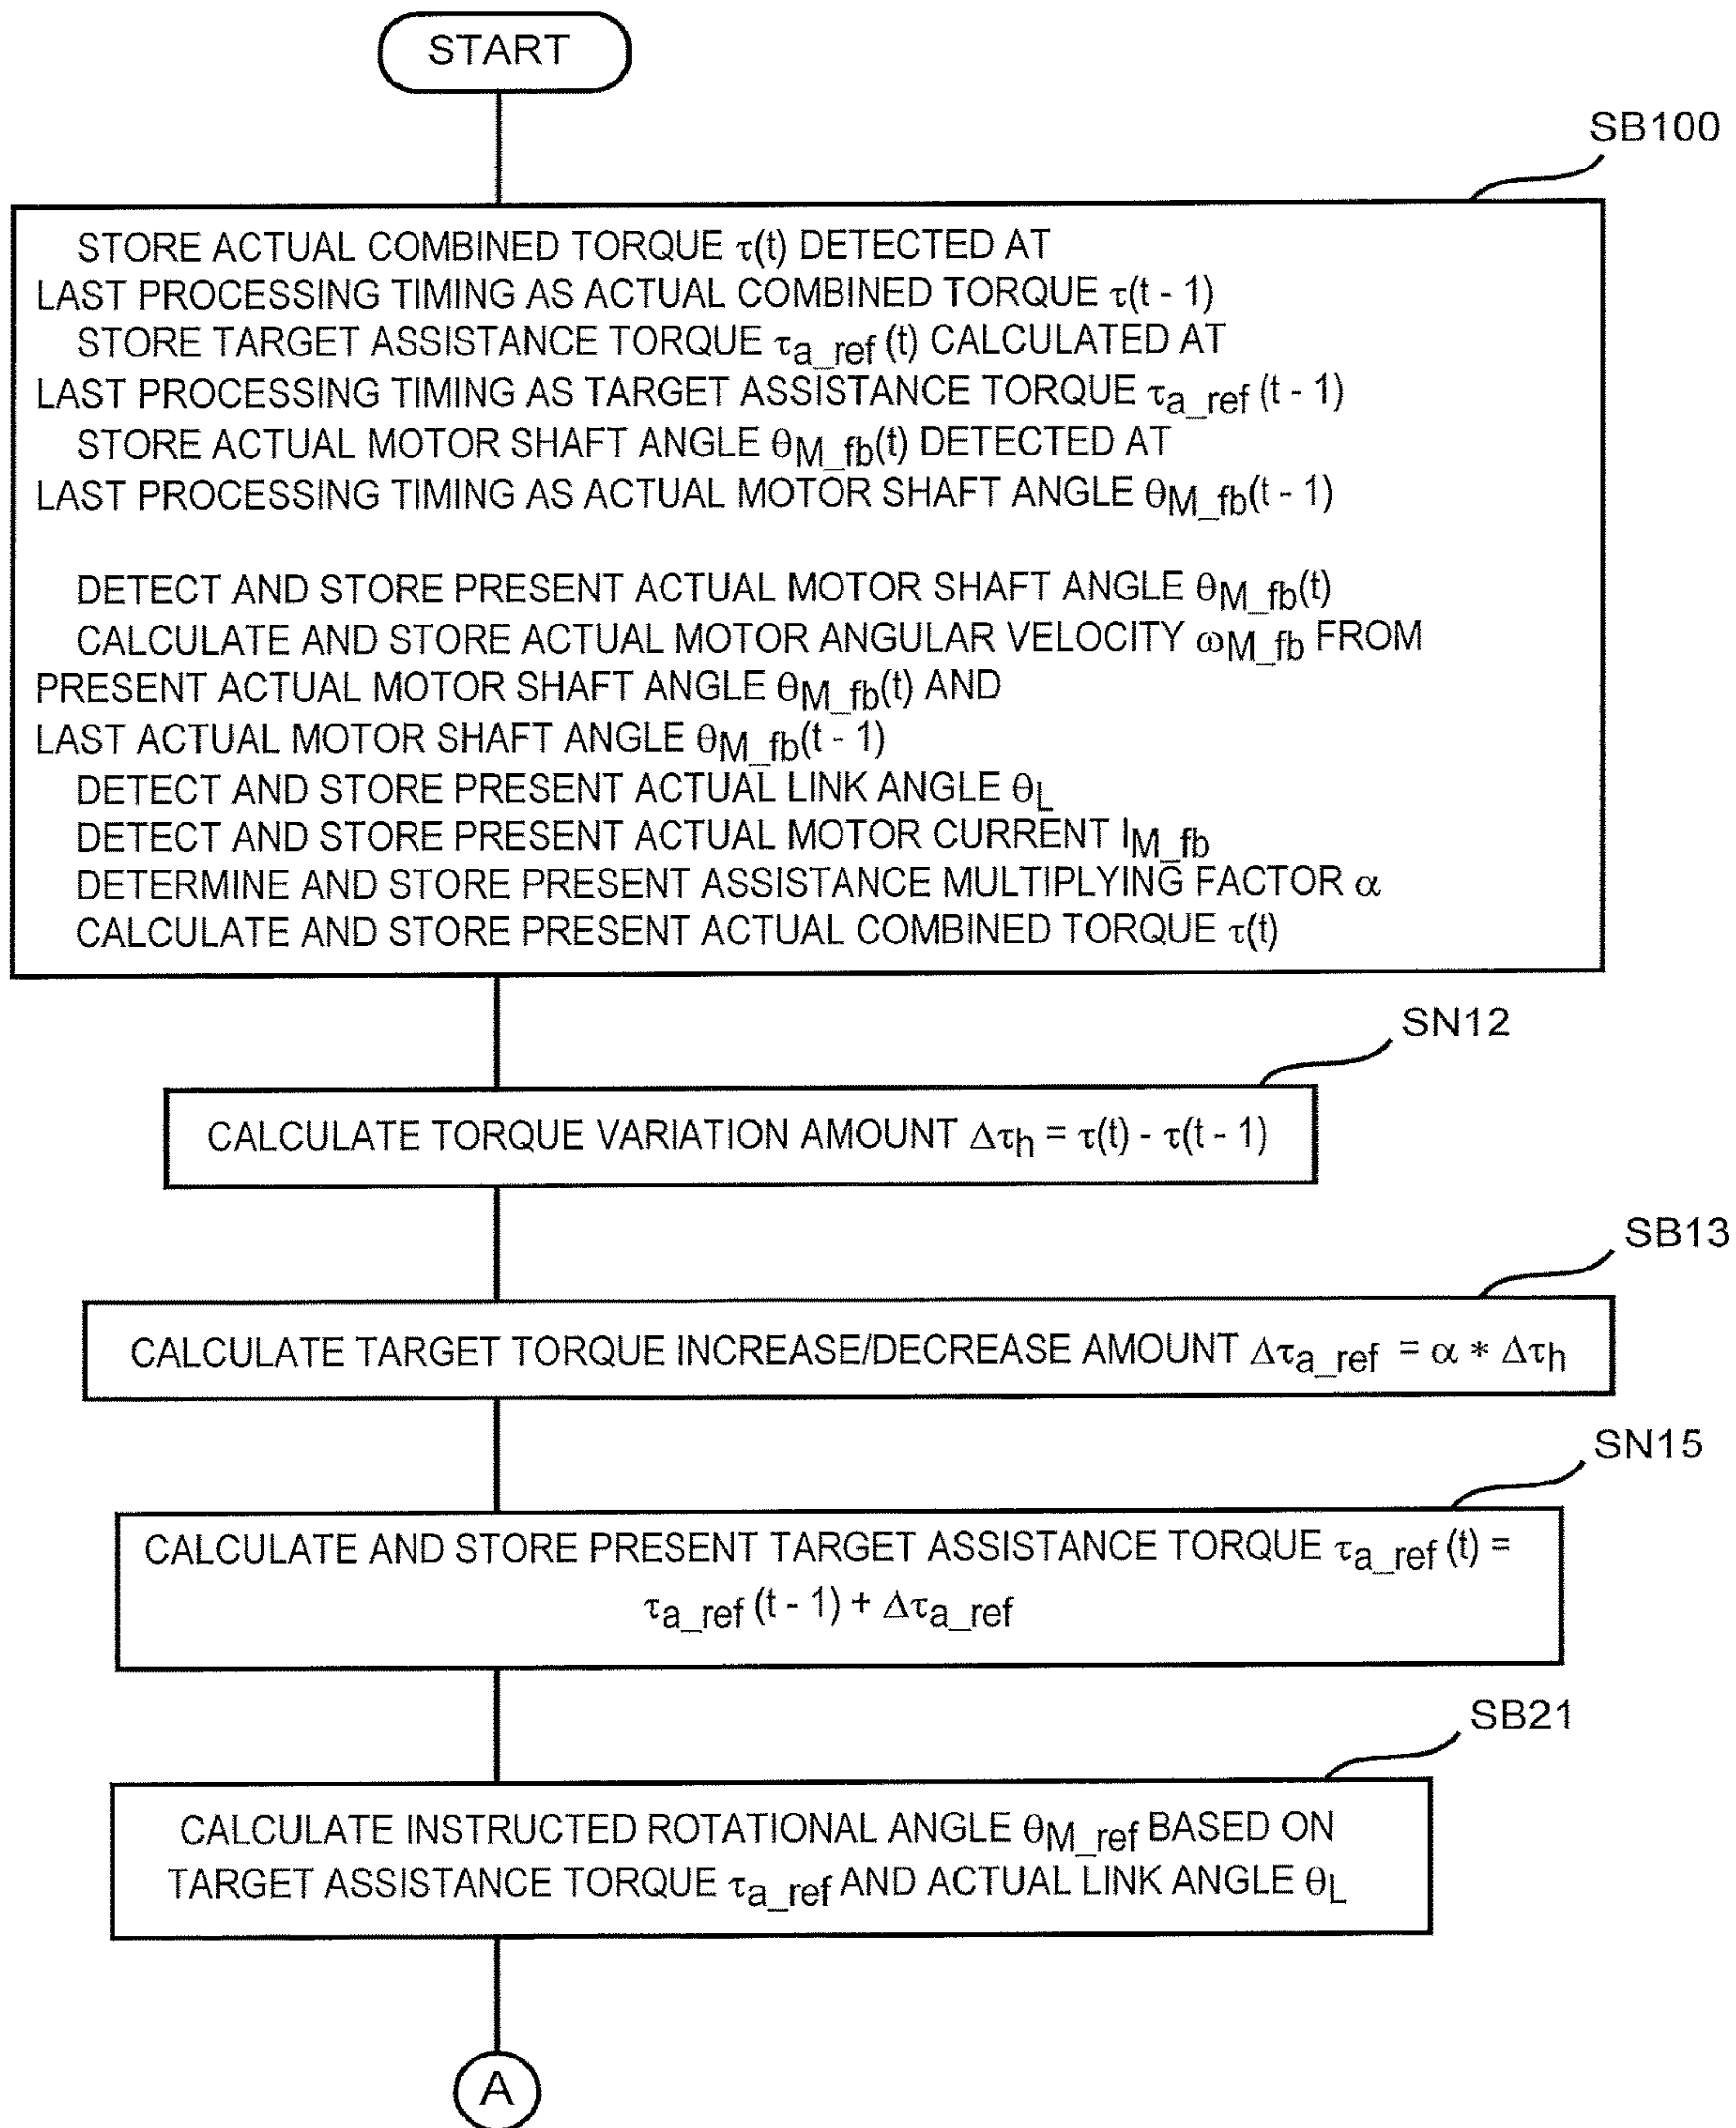 START
SB100
STORE ACTUAL COMBINED TORQUE τ(t) DETECTED AT
LAST PROCESSING TIMING AS ACTUAL COMBINED TORQUE τ(t - 1)
STORE TARGET ASSISTANCE TORQUE τa_ref (t) CALCULATED AT
LAST PROCESSING TIMING AS TARGET ASSISTANCE TORQUE τa_ref (t - 1)
STORE ACTUAL MOTOR SHAFT ANGLE θM_fb(t) DETECTED AT
LAST PROCESSING TIMING AS ACTUAL MOTOR SHAFT ANGLE θM_fb(t - 1)
DETECT AND STORE PRESENT ACTUAL MOTOR SHAFT ANGLE θM_fb(t)
CALCULATE AND STORE ACTUAL MOTOR ANGULAR VELOCITY ωM_fb FROM
PRESENT ACTUAL MOTOR SHAFT ANGLE θM_fb(t) AND
LAST ACTUAL MOTOR SHAFT ANGLE θM_fb(t - 1)
DETECT AND STORE PRESENT ACTUAL LINK ANGLE θL
DETECT AND STORE PRESENT ACTUAL MOTOR CURRENT IM_fb
DETERMINE AND STORE PRESENT ASSISTANCE MULTIPLYING FACTOR α
CALCULATE AND STORE PRESENT ACTUAL COMBINED TORQUE τ(t)
SN12
CALCULATE TORQUE VARIATION AMOUNT Δτh = τ(t) - τ(t - 1)
SB13
CALCULATE TARGET TORQUE INCREASE/DECREASE AMOUNT Δτa_ref = α * Δτh
SN15
CALCULATE AND STORE PRESENT TARGET ASSISTANCE TORQUE τa_ref (t) =
τa_ref (t - 1) + Δτa_ref
SB21
CALCULATE INSTRUCTED ROTATIONAL ANGLE θM_ref BASED ON
TARGET ASSISTANCE TORQUE τa_ref AND ACTUAL LINK ANGLE θL
A